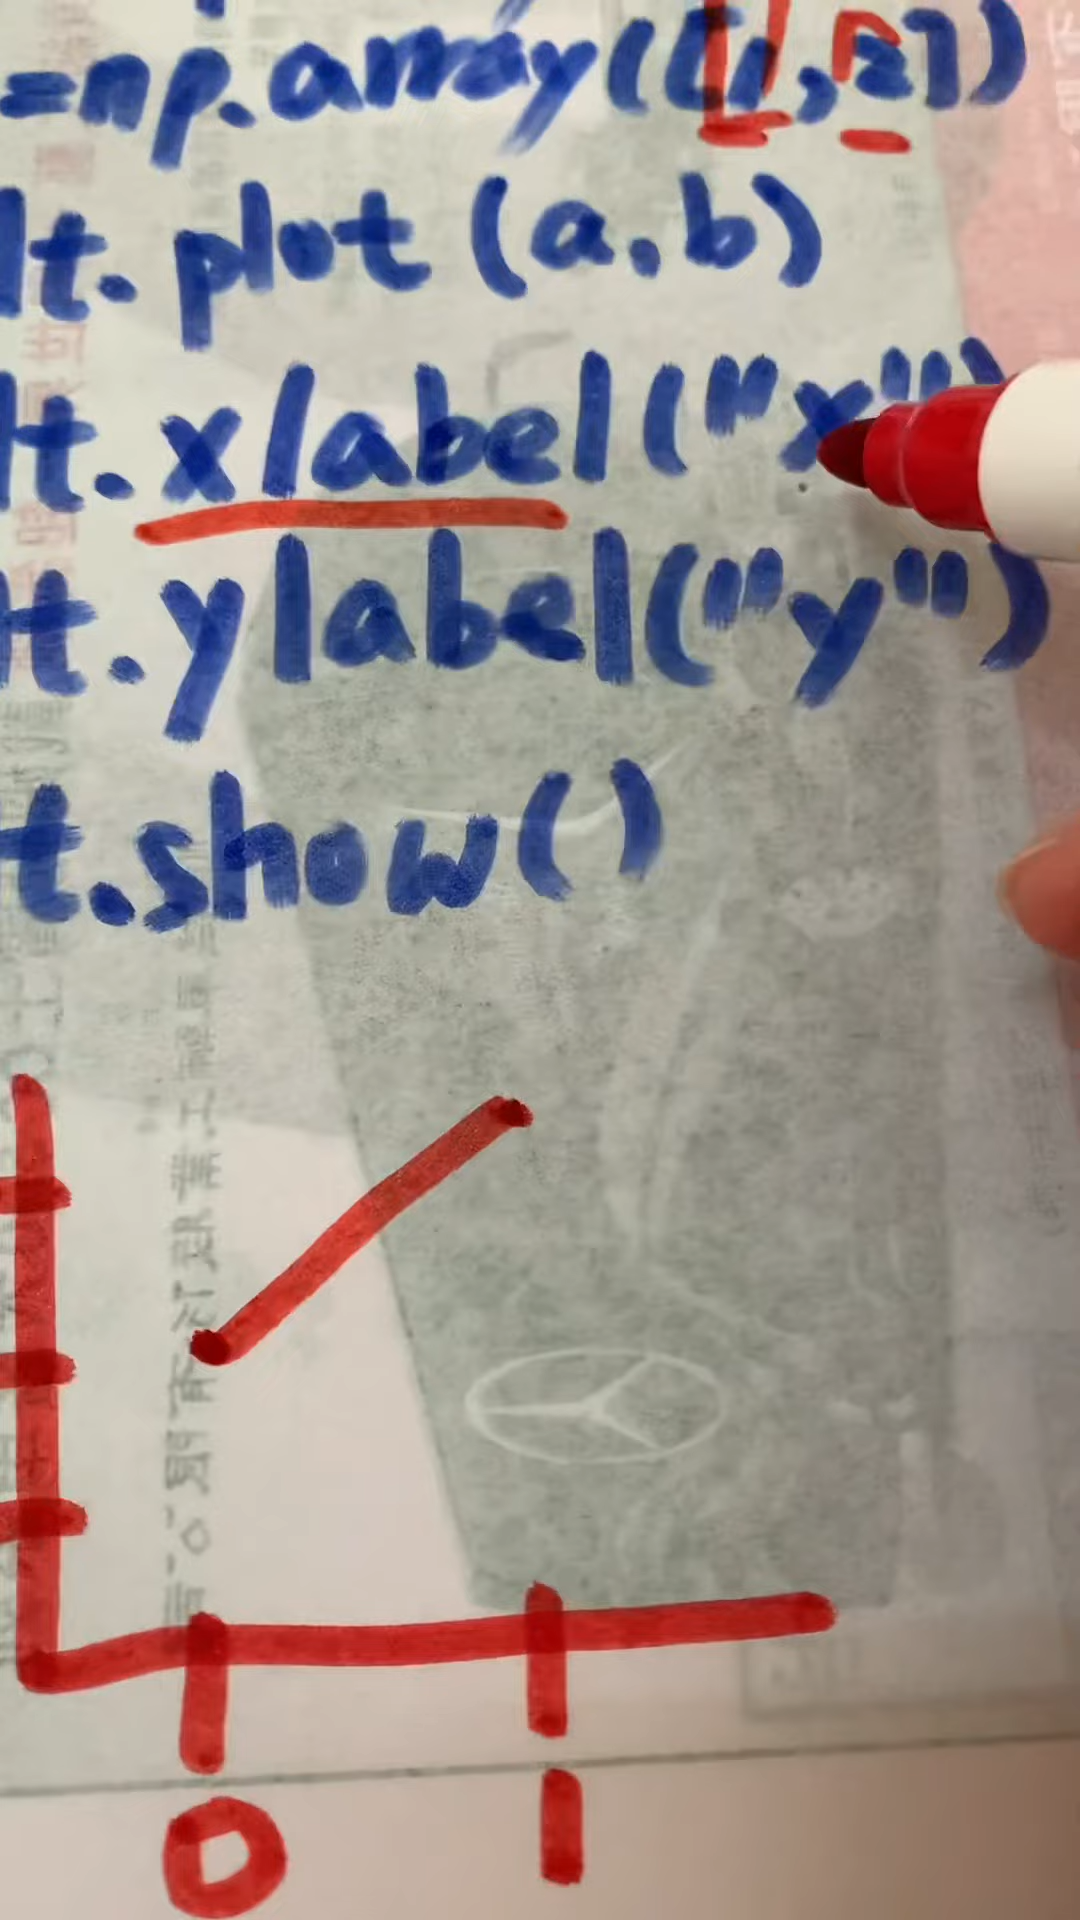 =np.array([1,2])
lt.plot(a,b)
lt.xlabel("x")
lt.ylabel("y")
t.show()
0 1